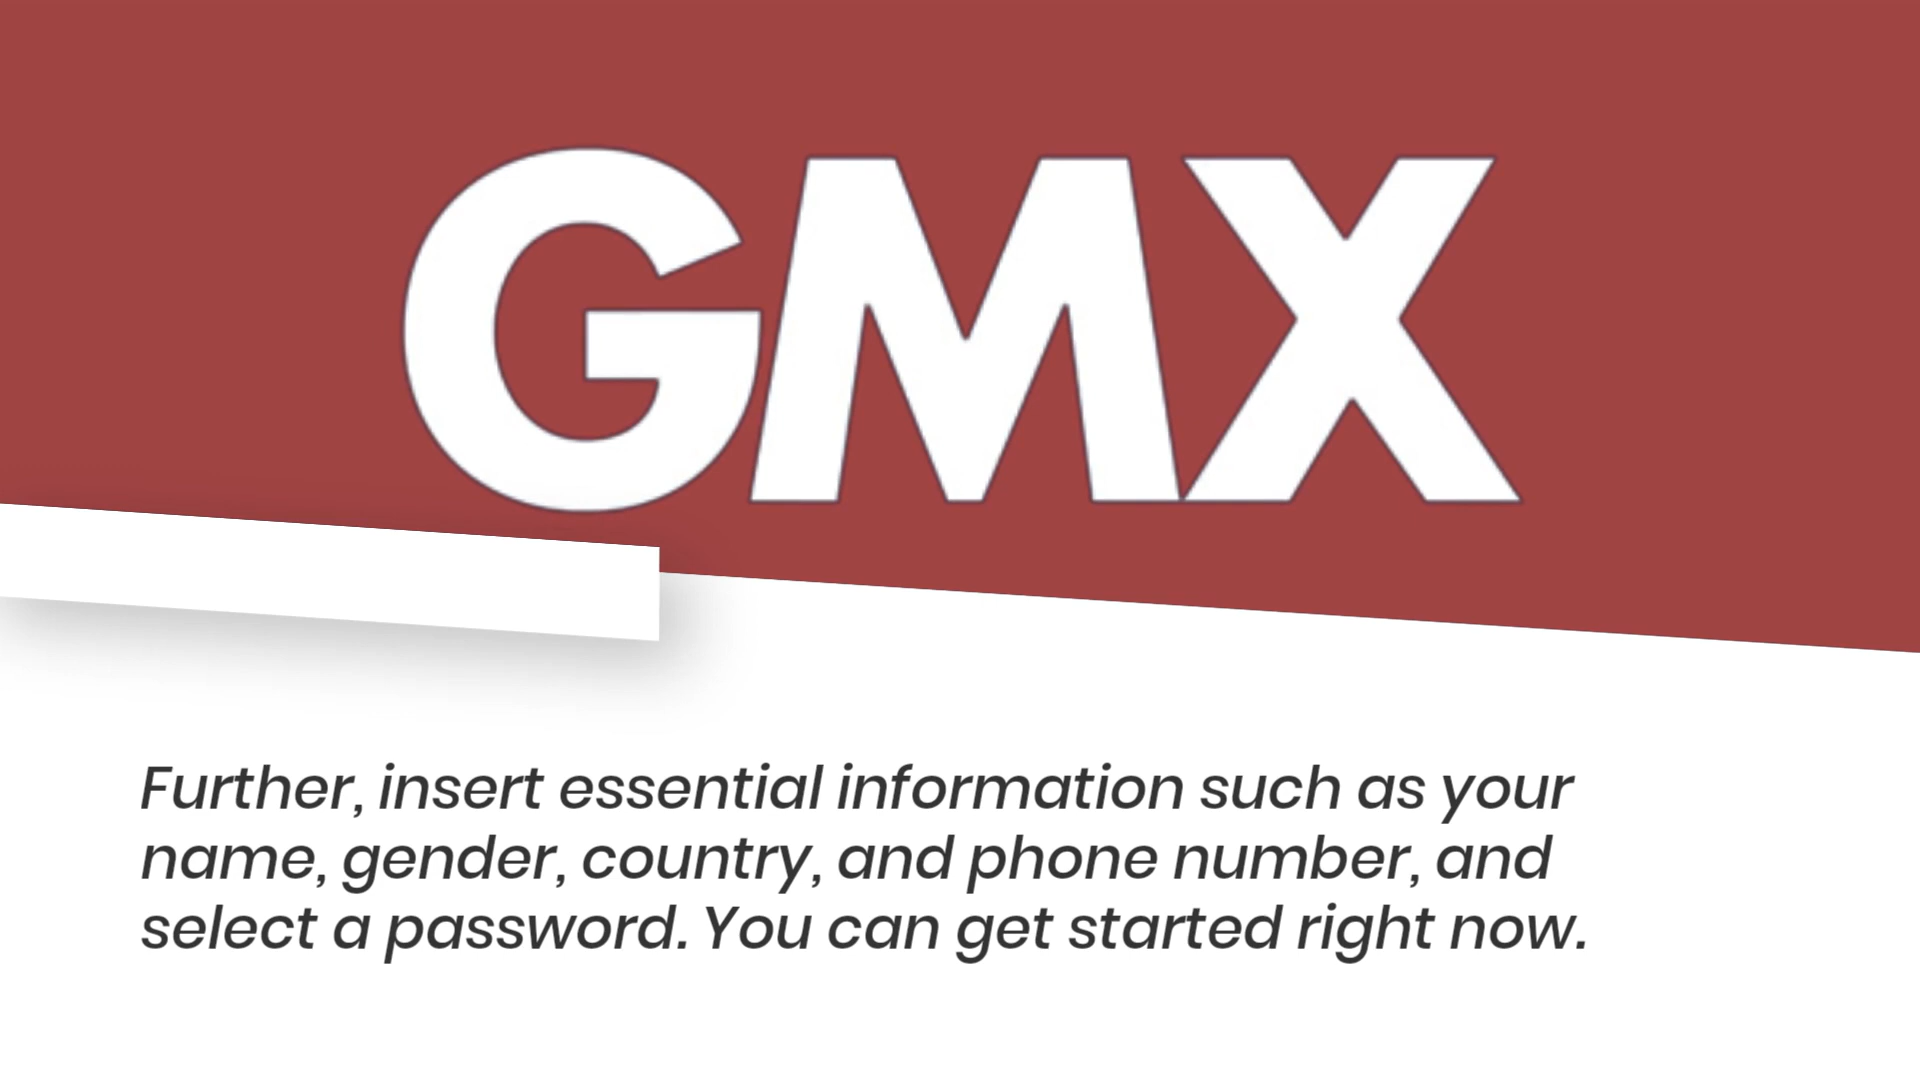 GMX
Further, insert essential information such as your
name, gender, country, and phone number, and
select a password. You can get started right now.